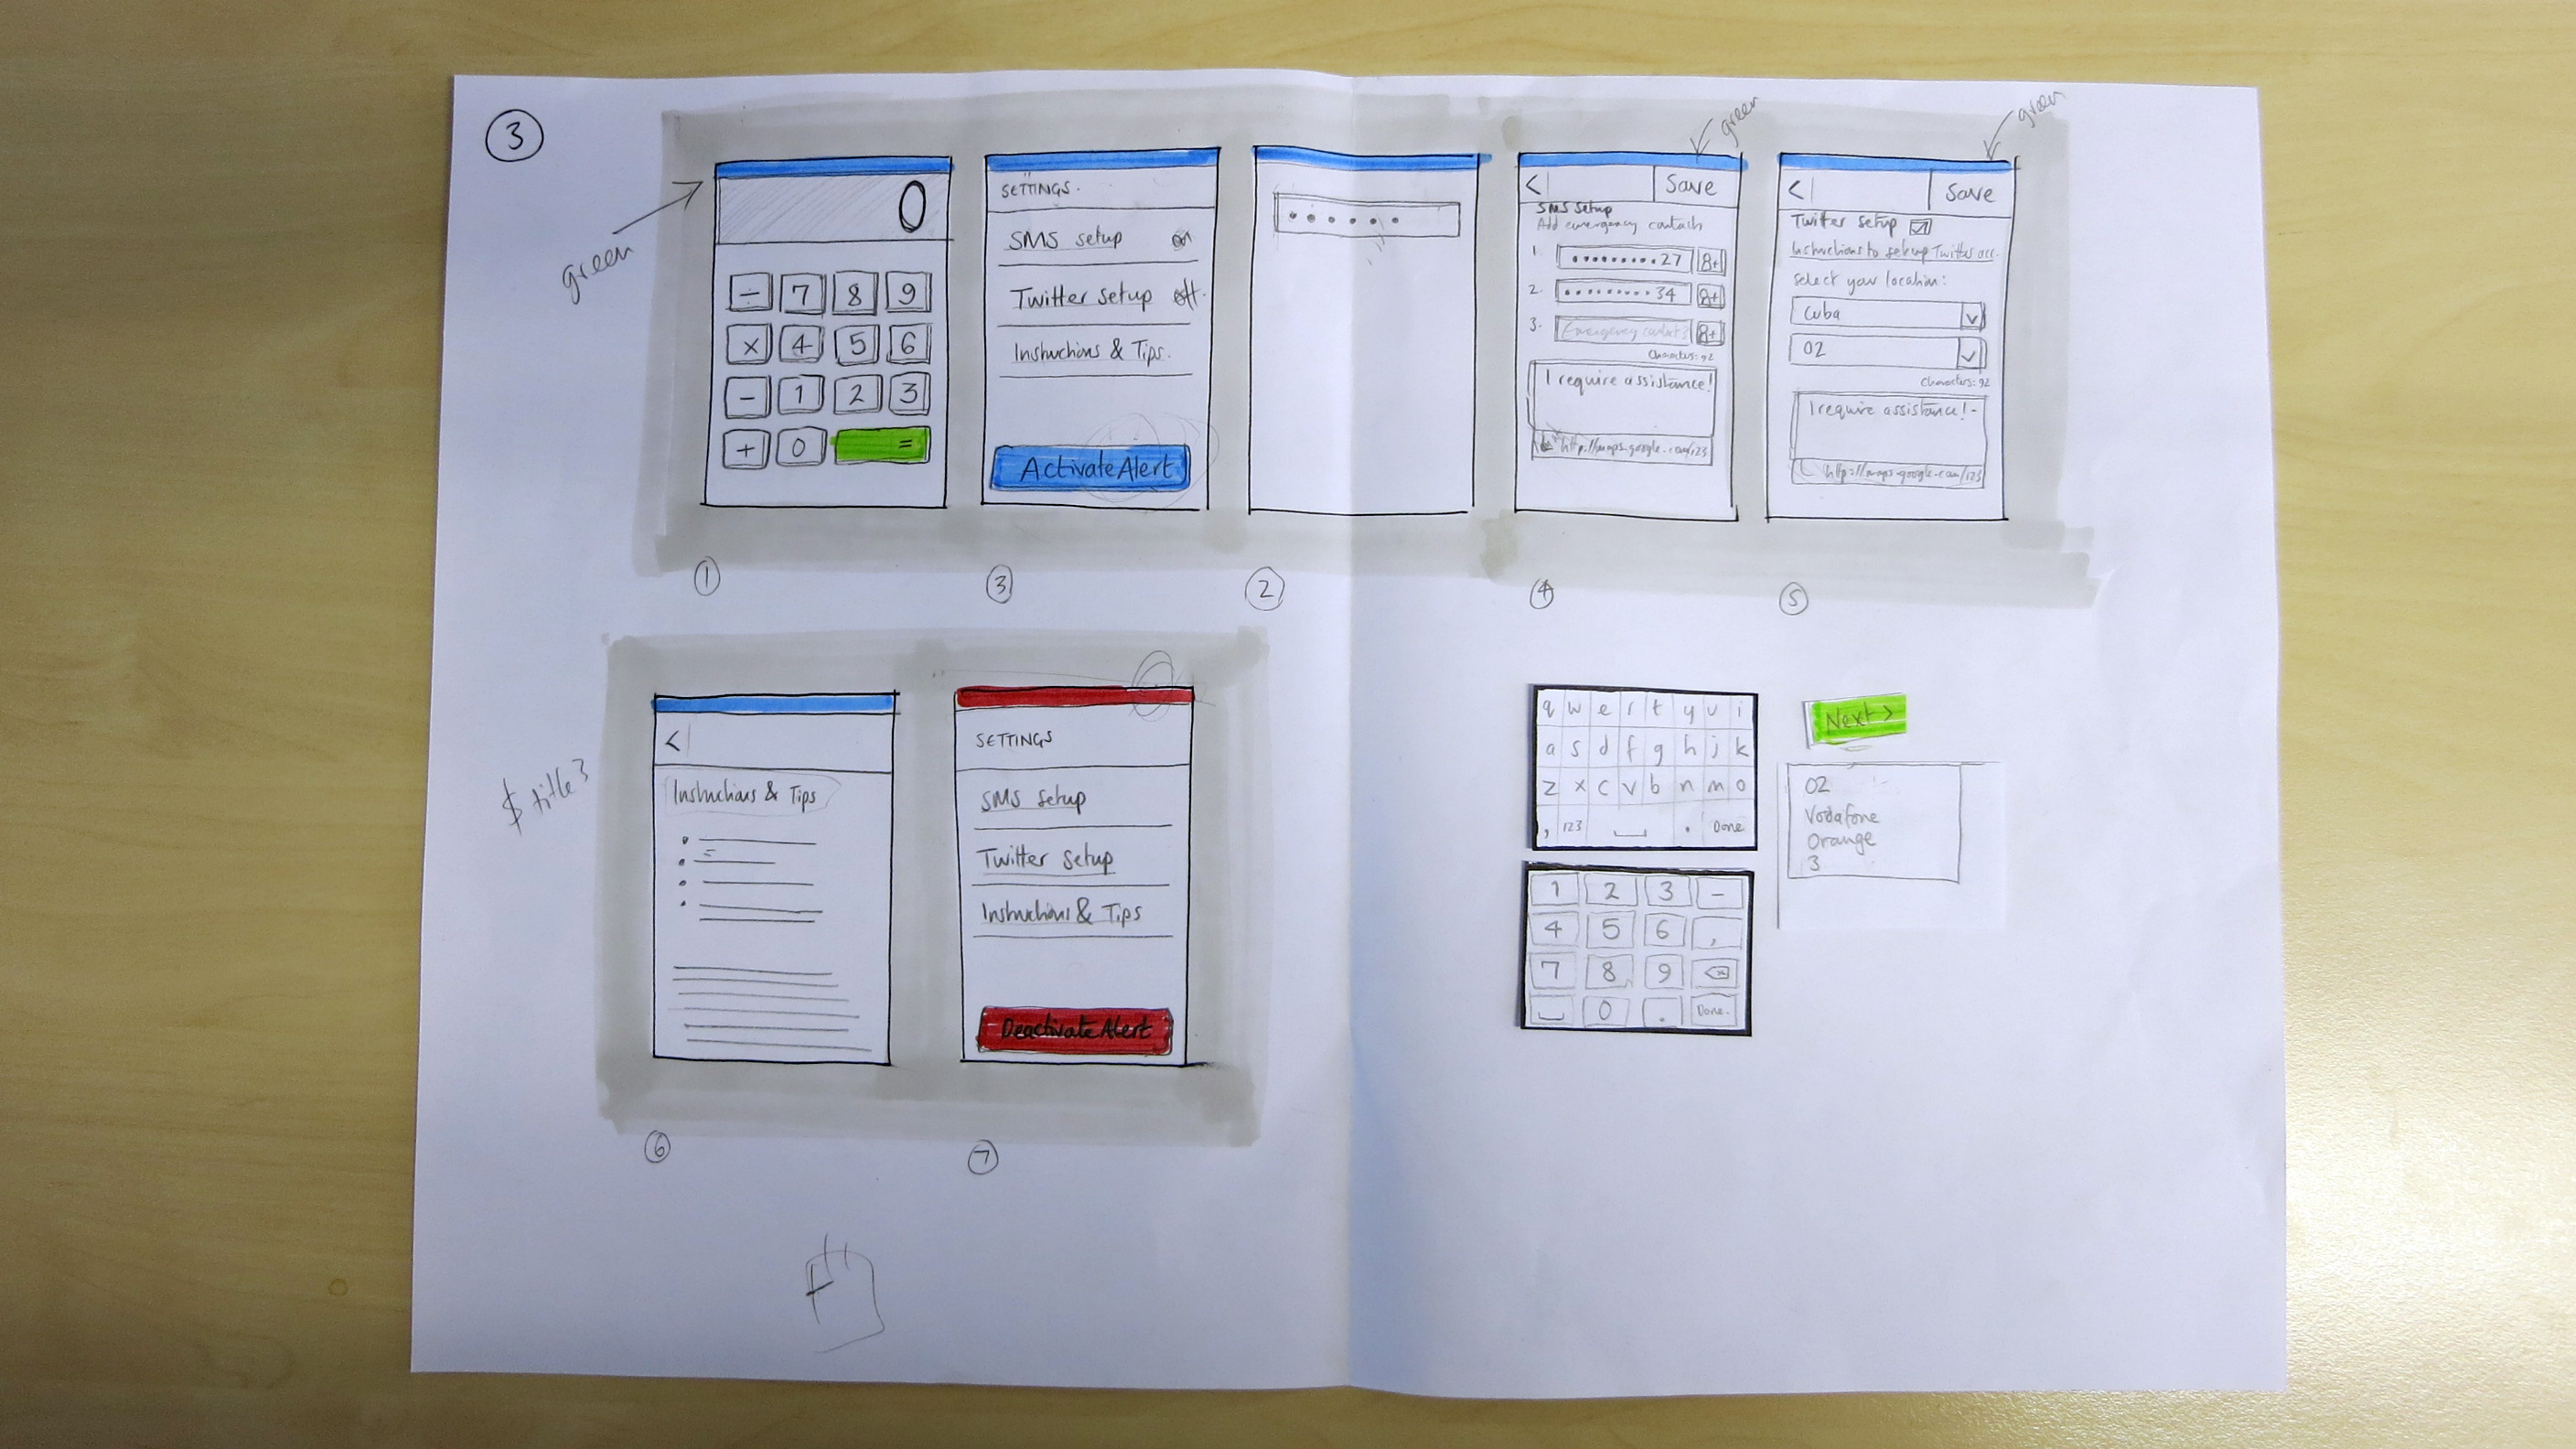 3
green
0
÷ 7 8 9
× 4 5 6
- 1 2 3
+ 0 =
1
SETTINGS.
SMS setup on
Twitter setup off.
Instructions & Tips.
Activate Alert
3
2
green
< Save
SMS setup
Add emergency contacts
1. 27
2. 34
3. Emergency contact 3
Characters: 92
I require assistance!
http://maps.google.com/123
4
green
< Save
Twitter setup
Instructions to setup Twitter acc.
Select your location:
Cuba
O2
Characters: 92
I require assistance! -
http://maps.google.com/123
5
$ title?
<
Instructions & Tips
6
SETTINGS
SMS setup
Twitter setup
Instructions & Tips
Deactivate Alert
7
q w e r t y u i
a s d f g h j k
z x c v b n m o
, 123 . Done
1 2 3 -
4 5 6 ,
7 8 9
0 . Done.
Next >
O2
Vodafone
Orange
3